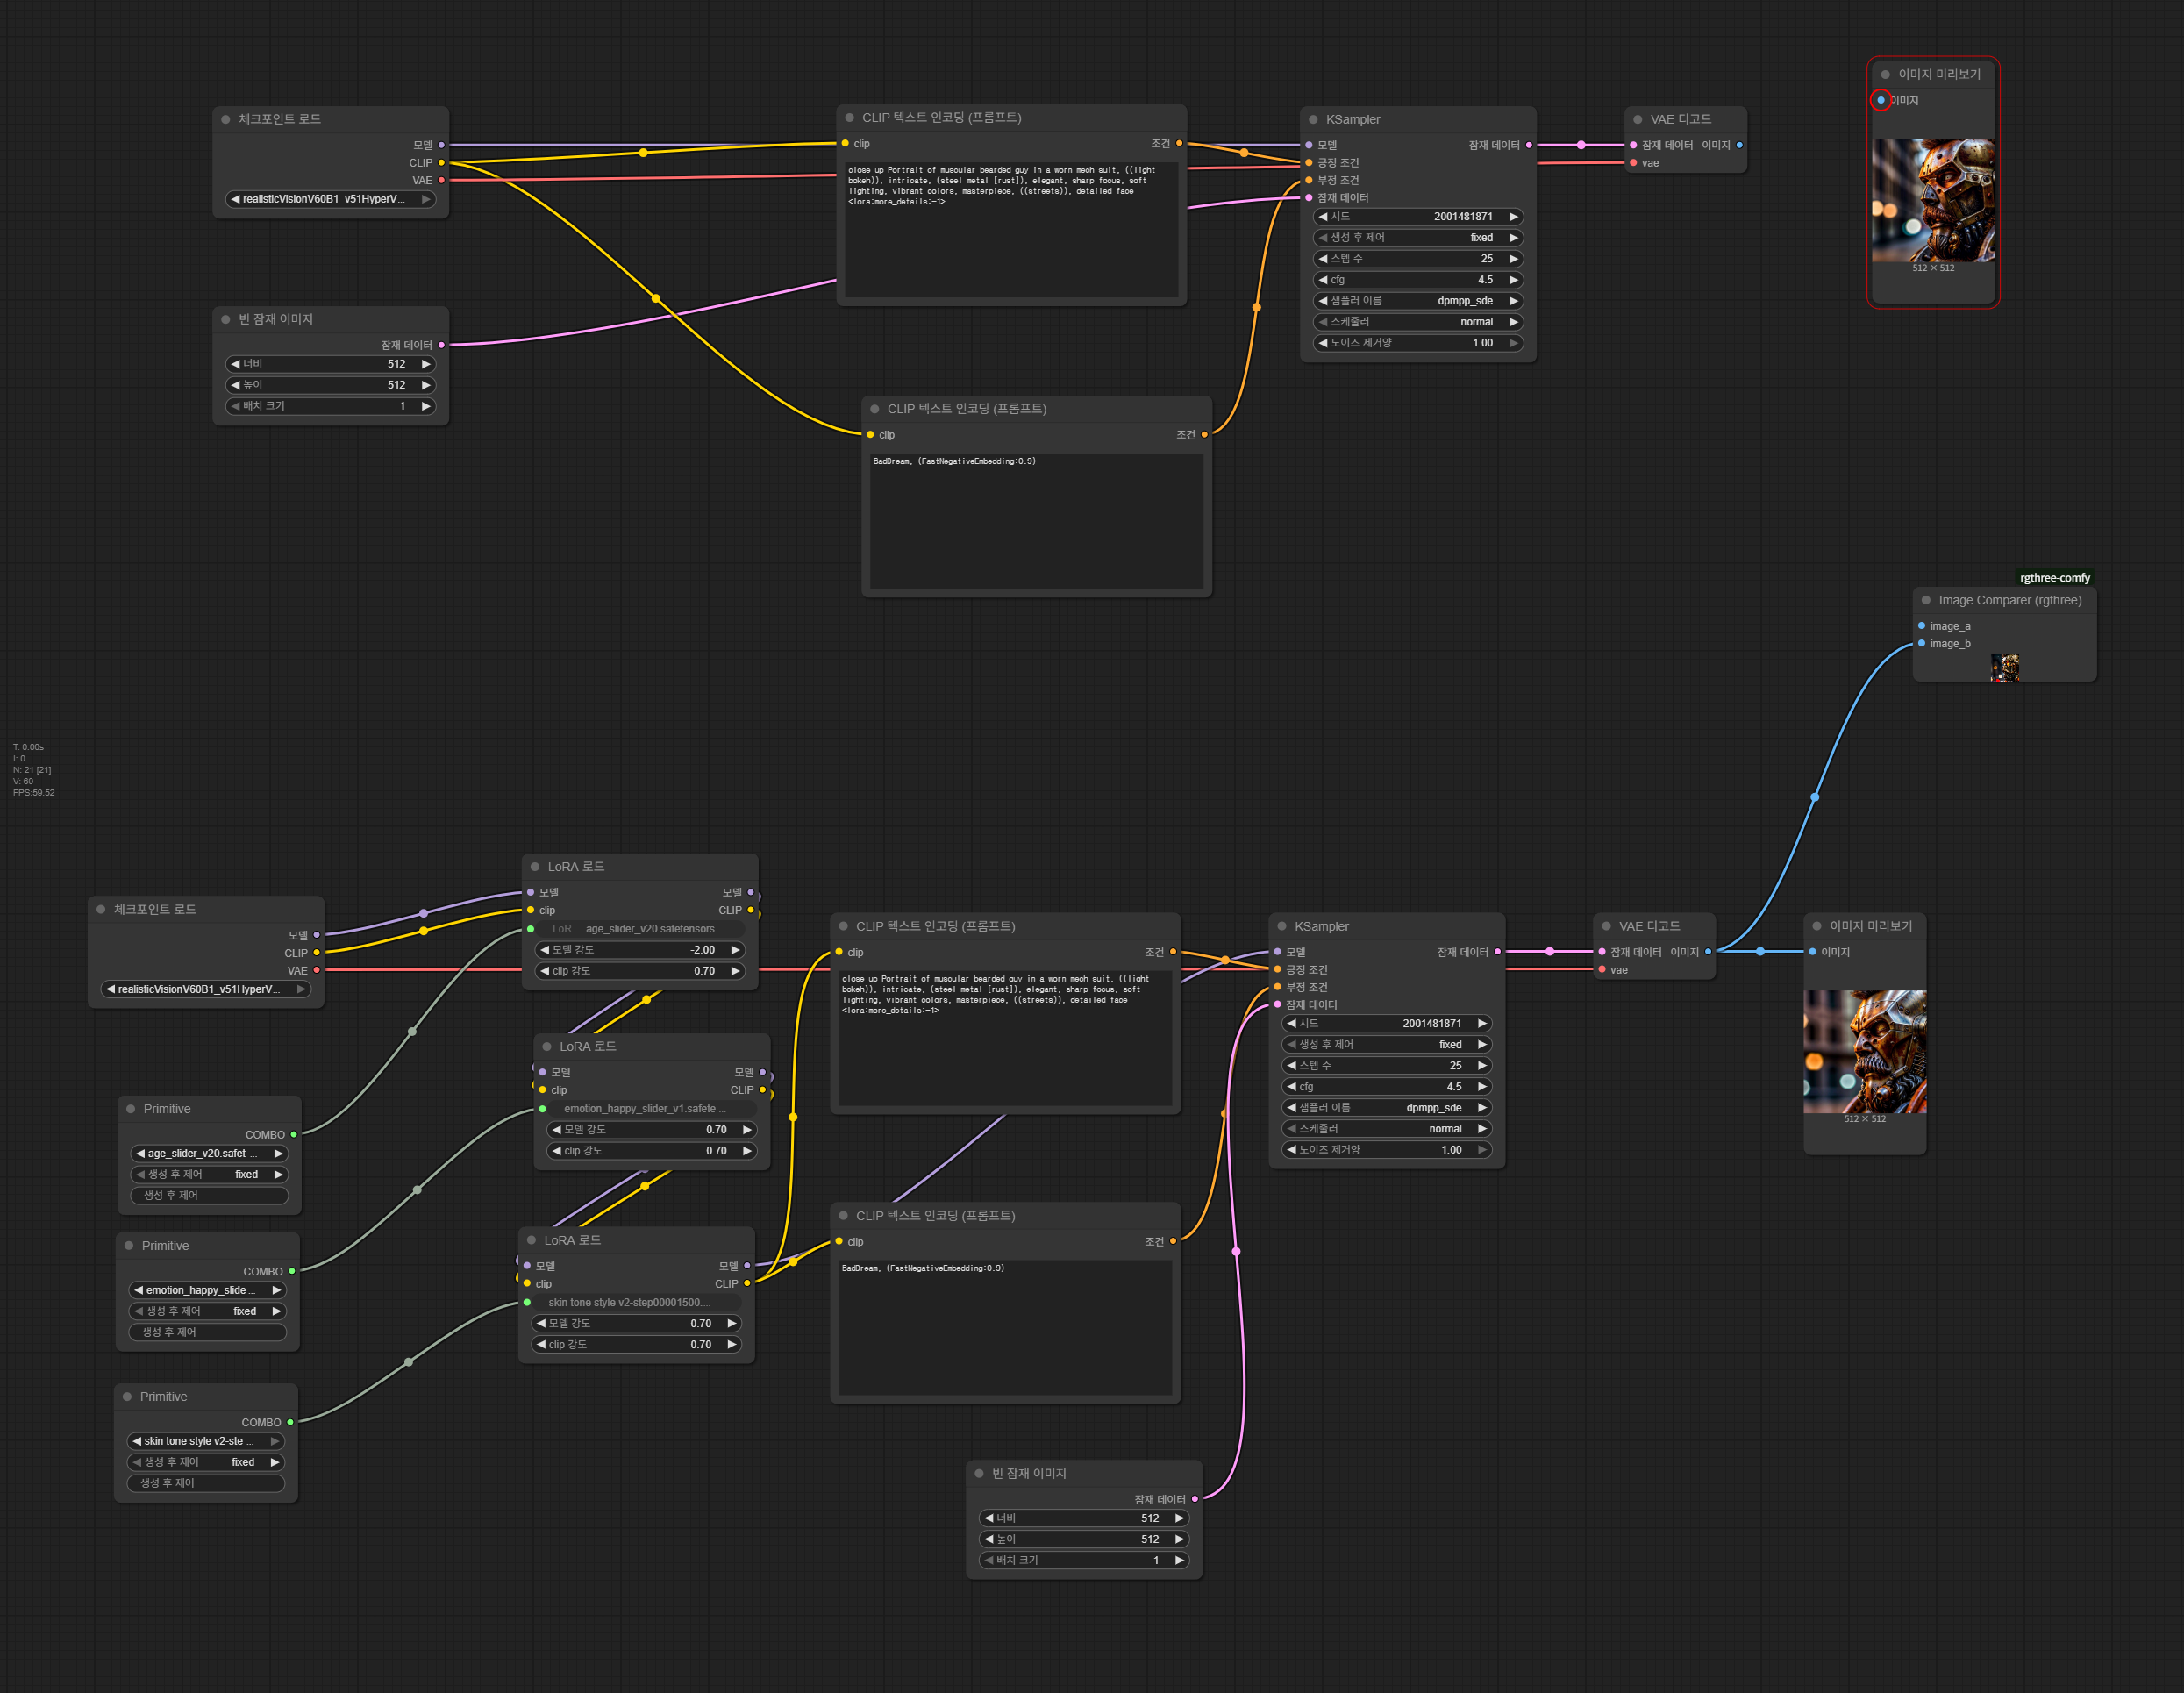 이미지 미리보기
이미지
512 × 512
체크포인트 로드
모델
CLIP
VAE
realisticVisionV60B1_v51HyperV...
CLIP 텍스트 인코딩 (프롬프트)
clip 조건
close up Portrait of muscular bearded guy in a worn mech suit, ((light
bokeh)), intricate, (steel metal [rust]), elegant, sharp focus, soft
lighting, vibrant colors, masterpiece, ((streets)), detailed face
<lora:more_details:-1>
KSampler
모델 잠재 데이터
긍정 조건
부정 조건
잠재 데이터
시드 2001481871
생성 후 제어 fixed
스텝 수 25
cfg 4.5
샘플러 이름 dpmpp_sde
스케줄러 normal
노이즈 제거양 1.00
VAE 디코드
잠재 데이터 이미지
vae
빈 잠재 이미지
잠재 데이터
너비 512
높이 512
배치 크기 1
CLIP 텍스트 인코딩 (프롬프트)
clip 조건
BadDream, (FastNegativeEmbedding:0.9)
rgthree-comfy
Image Comparer (rgthree)
image_a
image_b
T: 0.00s
I: 0
N: 21 [21]
V: 60
FPS:59.52
체크포인트 로드
모델
CLIP
VAE
realisticVisionV60B1_v51HyperV...
LoRA 로드
모델 모델
clip CLIP
LoR... age_slider_v20.safetensors
모델 강도 -2.00
clip 강도 0.70
LoRA 로드
모델 모델
clip CLIP
emotion_happy_slider_v1.safete ...
모델 강도 0.70
clip 강도 0.70
LoRA 로드
모델 모델
clip CLIP
skin tone style v2-step00001500....
모델 강도 0.70
clip 강도 0.70
Primitive
COMBO
age_slider_v20.safet ...
생성 후 제어 fixed
생성 후 제어
Primitive
COMBO
emotion_happy_slide ...
생성 후 제어 fixed
생성 후 제어
Primitive
COMBO
skin tone style v2-ste ...
생성 후 제어 fixed
생성 후 제어
CLIP 텍스트 인코딩 (프롬프트)
clip 조건
close up Portrait of muscular bearded guy in a worn mech suit, ((light
bokeh)), intricate, (steel metal [rust]), elegant, sharp focus, soft
lighting, vibrant colors, masterpiece, ((streets)), detailed face
<lora:more_details:-1>
CLIP 텍스트 인코딩 (프롬프트)
clip 조건
BadDream, (FastNegativeEmbedding:0.9)
KSampler
모델 잠재 데이터
긍정 조건
부정 조건
잠재 데이터
시드 2001481871
생성 후 제어 fixed
스텝 수 25
cfg 4.5
샘플러 이름 dpmpp_sde
스케줄러 normal
노이즈 제거양 1.00
VAE 디코드
잠재 데이터 이미지
vae
이미지 미리보기
이미지
512 × 512
빈 잠재 이미지
잠재 데이터
너비 512
높이 512
배치 크기 1